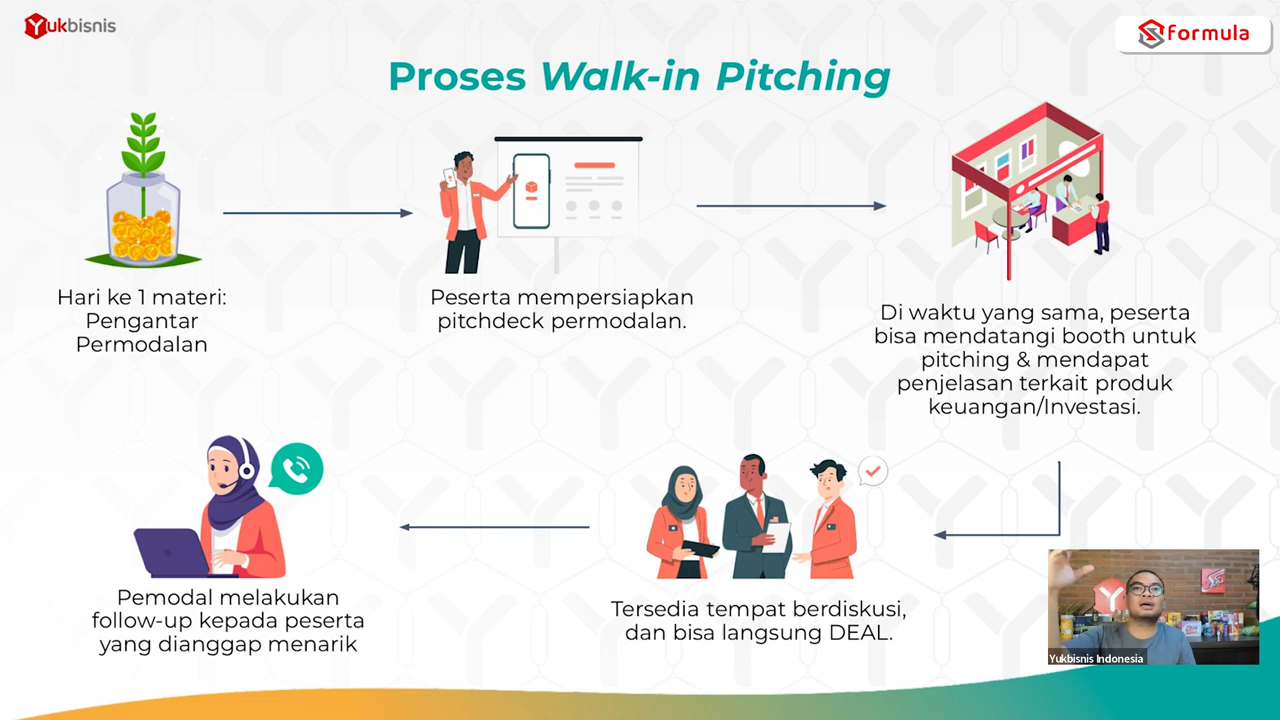 Yukbisnis
formula
Proses Walk-in Pitching
Hari ke 1 materi:
Pengantar
Permodalan
Peserta mempersiapkan
pitchdeck permodalan.
Di waktu yang sama, peserta
bisa mendatangi booth untuk
pitching & mendapat
penjelasan terkait produk
keuangan/Investasi.
Tersedia tempat berdiskusi,
dan bisa langsung DEAL.
Pemodal melakukan
follow-up kepada peserta
yang dianggap menarik
Yukbisnis Indonesia